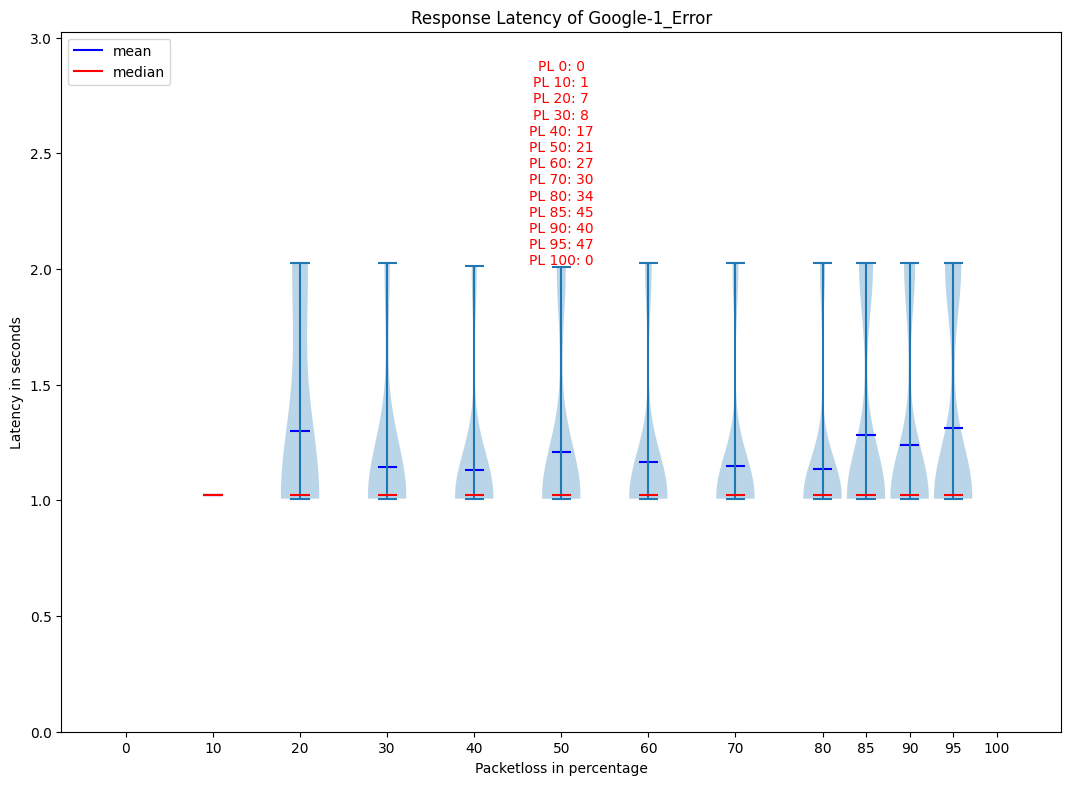 Response Latency of Google-1_Error
mean
median
PL 0: 0
PL 10: 1
PL 20: 7
PL 30: 8
PL 40: 17
PL 50: 21
PL 60: 27
PL 70: 30
PL 80: 34
PL 85: 45
PL 90: 40
PL 95: 47
PL 100: 0
Latency in seconds
3.0
2.5
2.0
1.5
1.0
0.5
0.0
0 10 20 30 40 50 60 70 80 85 90 95 100
Packetloss in percentage